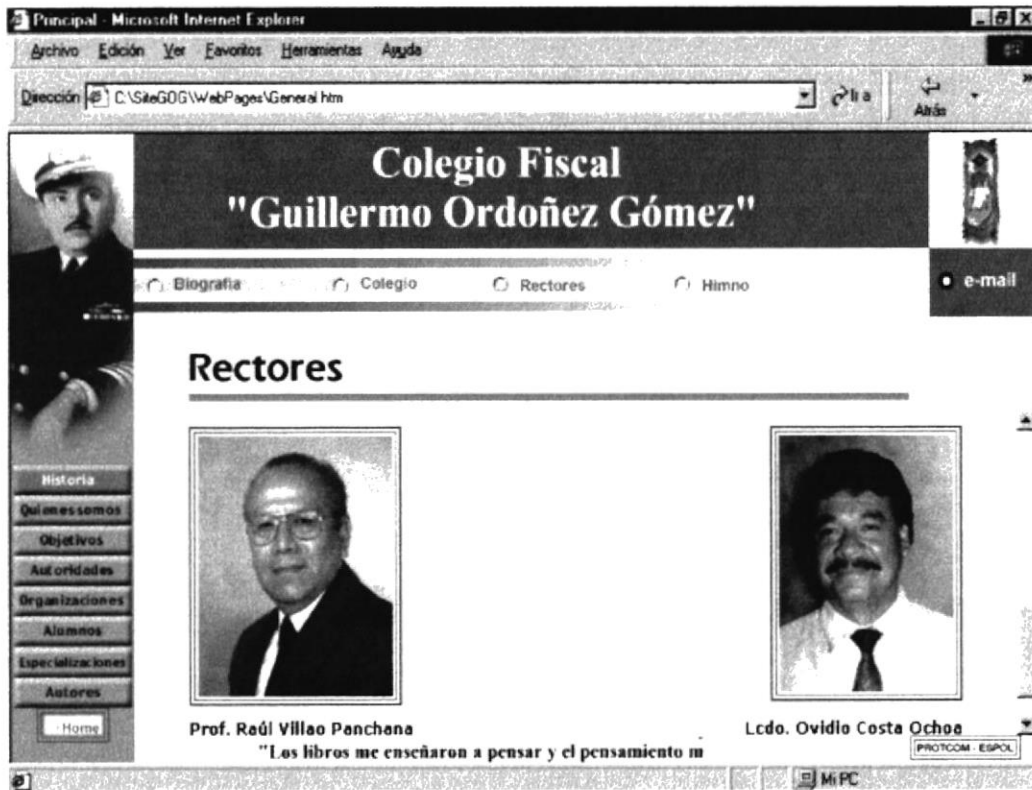 Principal - Microsoft Internet Explorer
Archivo Edición Ver Favoritos Herramientas Ayuda
Dirección C:\SiteGOG\WebPages\General.htm Ir a Atrás
Colegio Fiscal
"Guillermo Ordoñez Gómez"
Biografia Colegio Rectores Himno e-mail
Rectores
Historia
Quienes somos
Objetivos
Autoridades
Organizaciones
Alumnos
Especializaciones
Autores
Home
Prof. Raúl Villao Panchana Lcdo. Ovidio Costa Ochoa
"Los libros me enseñaron a pensar y el pensamiento m
PROTCOM - ESPOL
Mi PC